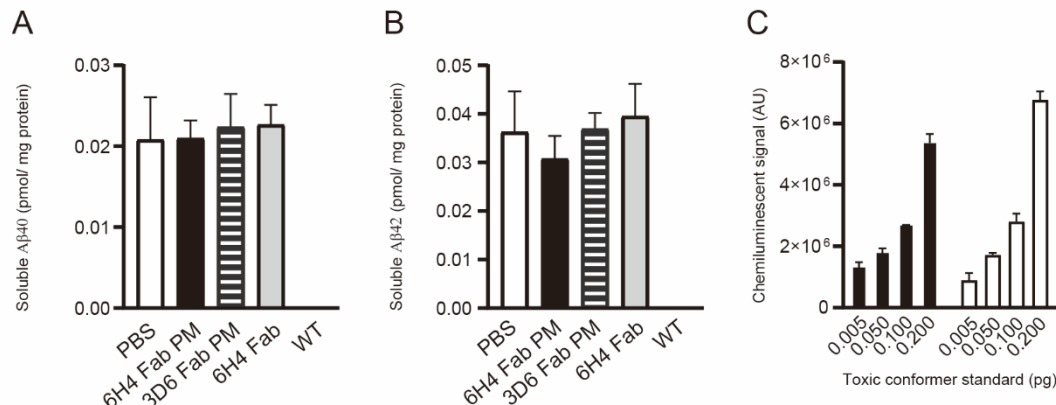 A
Soluble Aβ40 (pmol/ mg protein)
0.03
0.02
0.01
0.00
PBS
6H4 Fab PM
3D6 Fab PM
6H4 Fab
WT
B
Soluble Aβ42 (pmol/ mg protein)
0.05
0.04
0.03
0.02
0.01
0.00
PBS
6H4 Fab PM
3D6 Fab PM
6H4 Fab
WT
C
Chemiluminescent signal (AU)
8×10⁶
6×10⁶
4×10⁶
2×10⁶
0
0.005
0.050
0.100
0.200
0.005
0.050
0.100
0.200
Toxic conformer standard (pg)